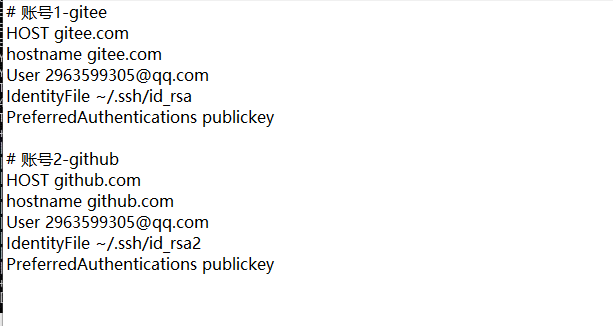 # 账号1-gitee
HOST gitee.com
hostname gitee.com
User 2963599305@qq.com
IdentityFile ~/.ssh/id_rsa
PreferredAuthentications publickey
# 账号2-github
HOST github.com
hostname github.com
User 2963599305@qq.com
IdentityFile ~/.ssh/id_rsa2
PreferredAuthentications publickey